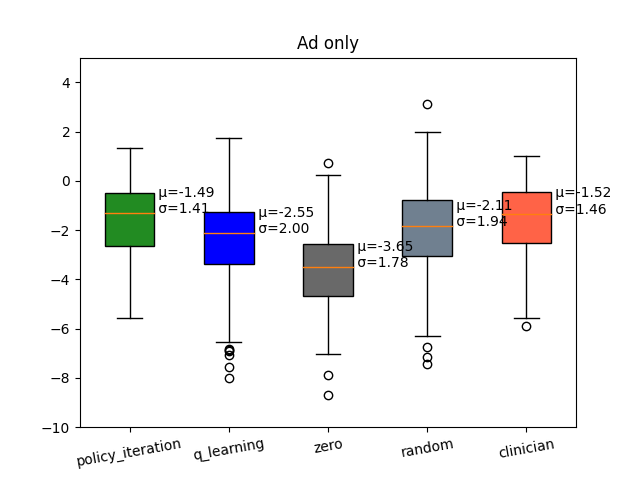 Ad only
4
2
0
−2
−4
−6
−8
−10
μ=-1.49
σ=1.41
μ=-2.55
σ=2.00
μ=-3.65
σ=1.78
μ=-2.11
σ=1.94
μ=-1.52
σ=1.46
policy_iteration
q_learning
zero
random
clinician